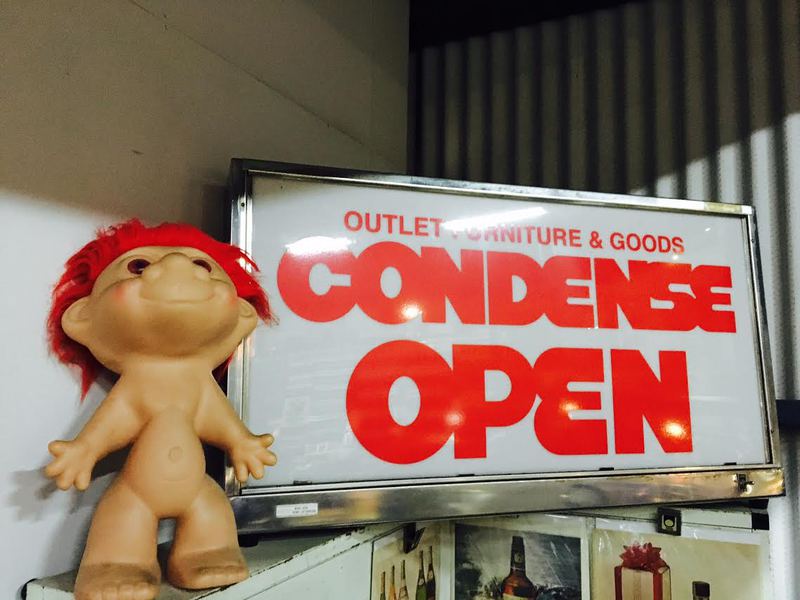 OUTLET FURNITURE & GOODS
CONDENSE
OPEN